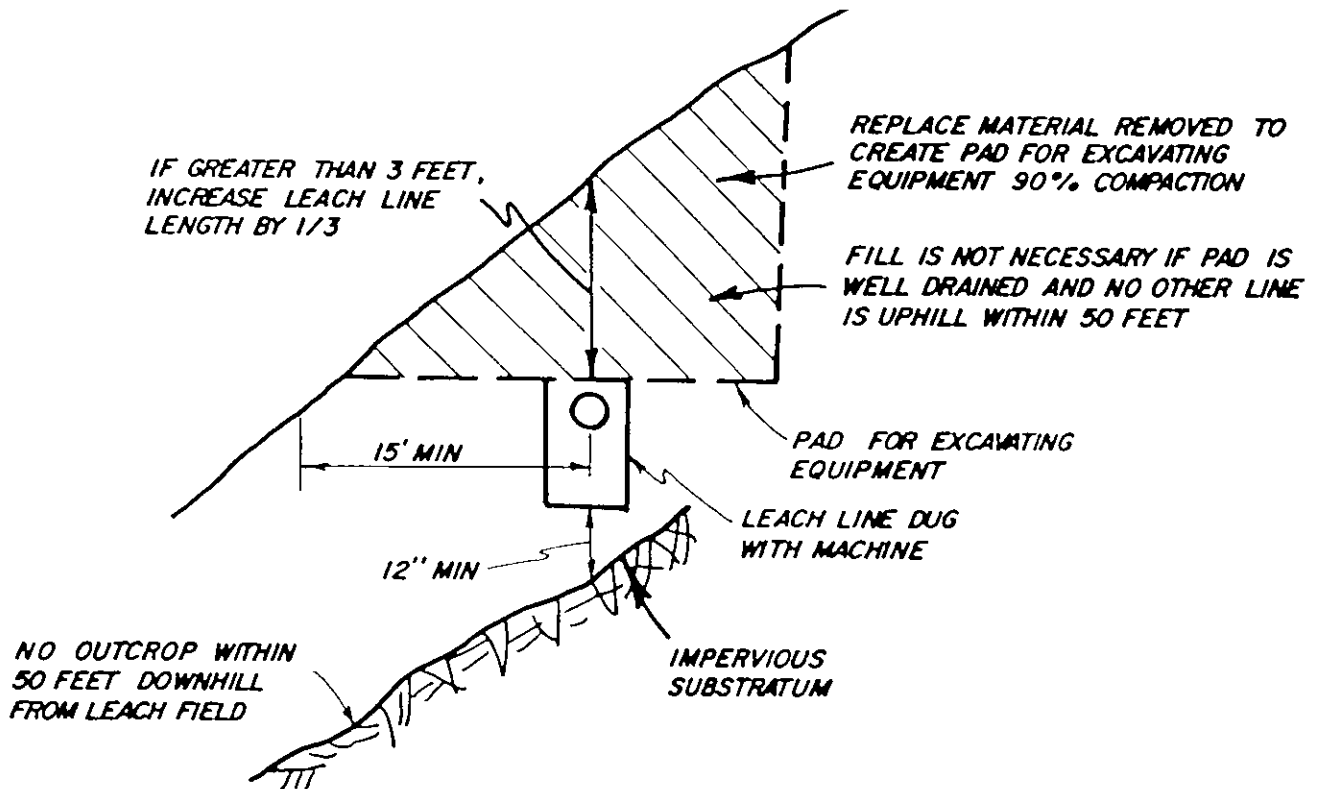 IF GREATER THAN 3 FEET,
INCREASE LEACH LINE
LENGTH BY 1/3
REPLACE MATERIAL REMOVED TO
CREATE PAD FOR EXCAVATING
EQUIPMENT 90% COMPACTION
FILL IS NOT NECESSARY IF PAD IS
WELL DRAINED AND NO OTHER LINE
IS UPHILL WITHIN 50 FEET
15' MIN
PAD FOR EXCAVATING
EQUIPMENT
LEACH LINE DUG
WITH MACHINE
12" MIN
NO OUTCROP WITHIN
50 FEET DOWNHILL
FROM LEACH FIELD
IMPERVIOUS
SUBSTRATUM